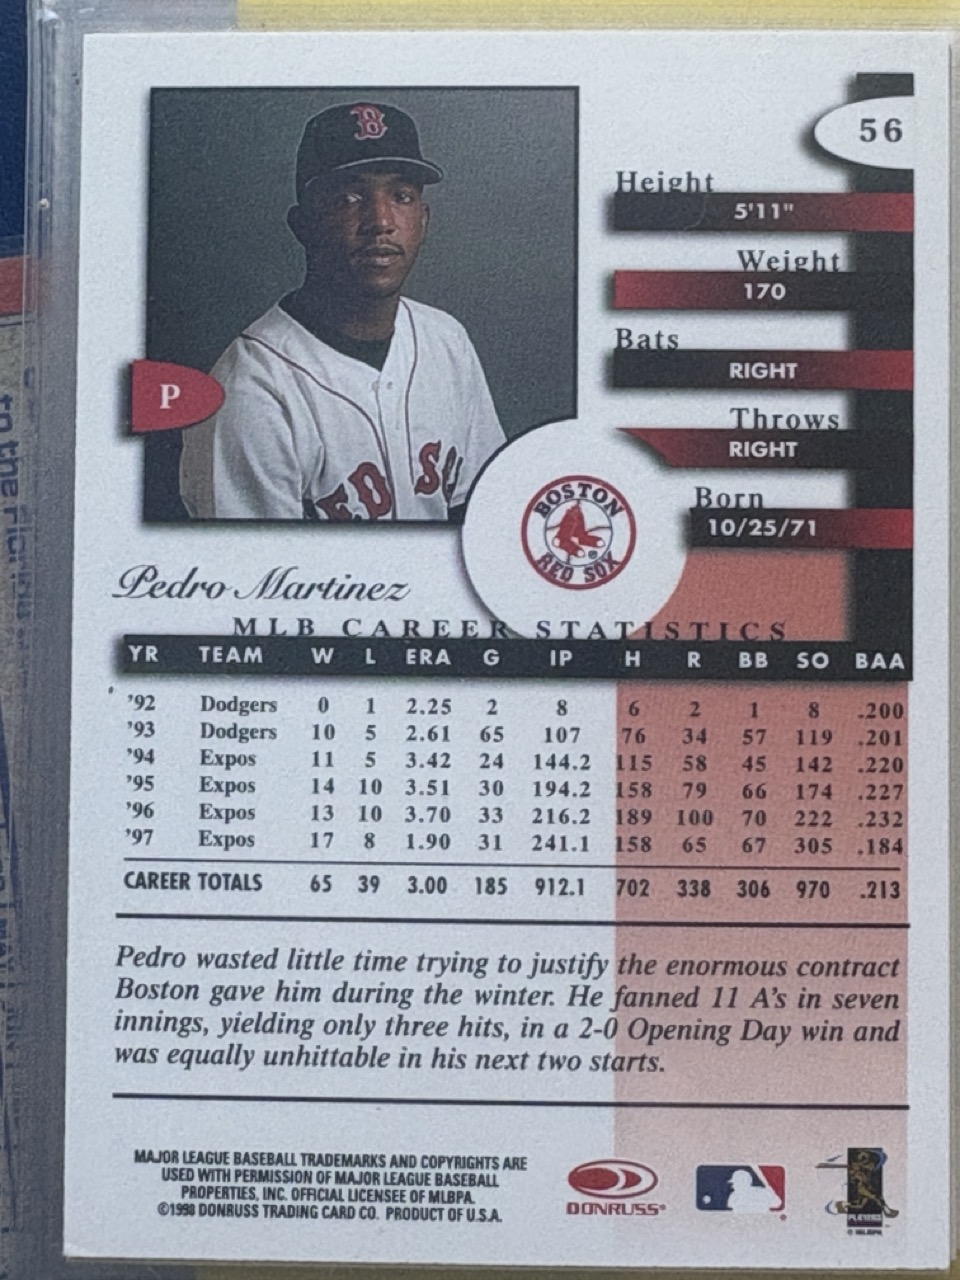 B
56
Height
5'11"
Weight
170
Bats
RIGHT
P
Throws
RIGHT
RED SOX
Born
10/25/71
BOSTON
RED SOX
Pedro Martinez
MLB CAREER STATISTICS
YR TEAM W L ERA G IP H R BB SO BAA
'92 Dodgers 0 1 2.25 2 8 6 2 1 8 .200
'93 Dodgers 10 5 2.61 65 107 76 34 57 119 .201
'94 Expos 11 5 3.42 24 144.2 115 58 45 142 .220
'95 Expos 14 10 3.51 30 194.2 158 79 66 174 .227
'96 Expos 13 10 3.70 33 216.2 189 100 70 222 .232
'97 Expos 17 8 1.90 31 241.1 158 65 67 305 .184
CAREER TOTALS 65 39 3.00 185 912.1 702 338 306 970 .213
Pedro wasted little time trying to justify the enormous contract
Boston gave him during the winter. He fanned 11 A's in seven
innings, yielding only three hits, in a 2-0 Opening Day win and
was equally unhittable in his next two starts.
MAJOR LEAGUE BASEBALL TRADEMARKS AND COPYRIGHTS ARE
USED WITH PERMISSION OF MAJOR LEAGUE BASEBALL
PROPERTIES, INC. OFFICIAL LICENSEE OF MLBPA.
©1998 DONRUSS TRADING CARD CO. PRODUCT OF U.S.A.
DONRUSS®
PLAYERS
© MLBPA